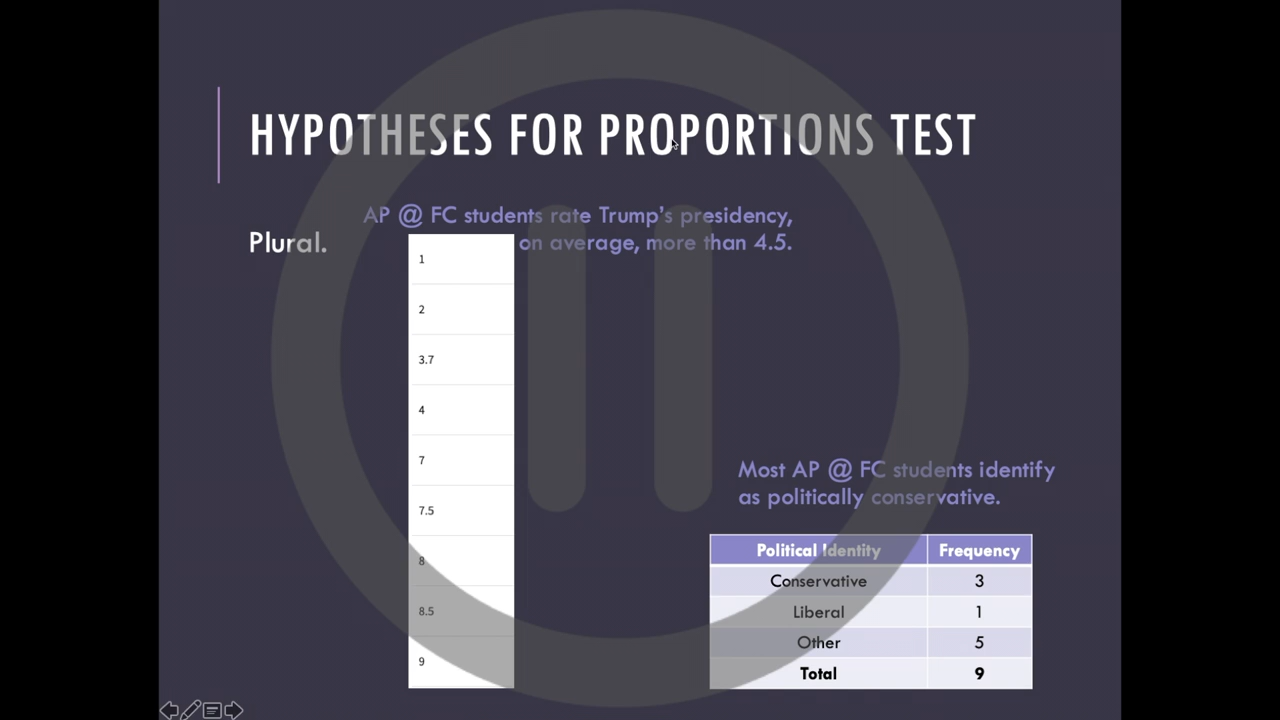 HYPOTHESES FOR PROPORTIONS TEST
AP @ FC students rate Trump's presidency,
on average, more than 4.5.
Plural.
1
2
3.7
4
7
7.5
8
8.5
9
Most AP @ FC students identify
as politically conservative.
Political Identity Frequency
Conservative 3
Liberal 1
Other 5
Total 9